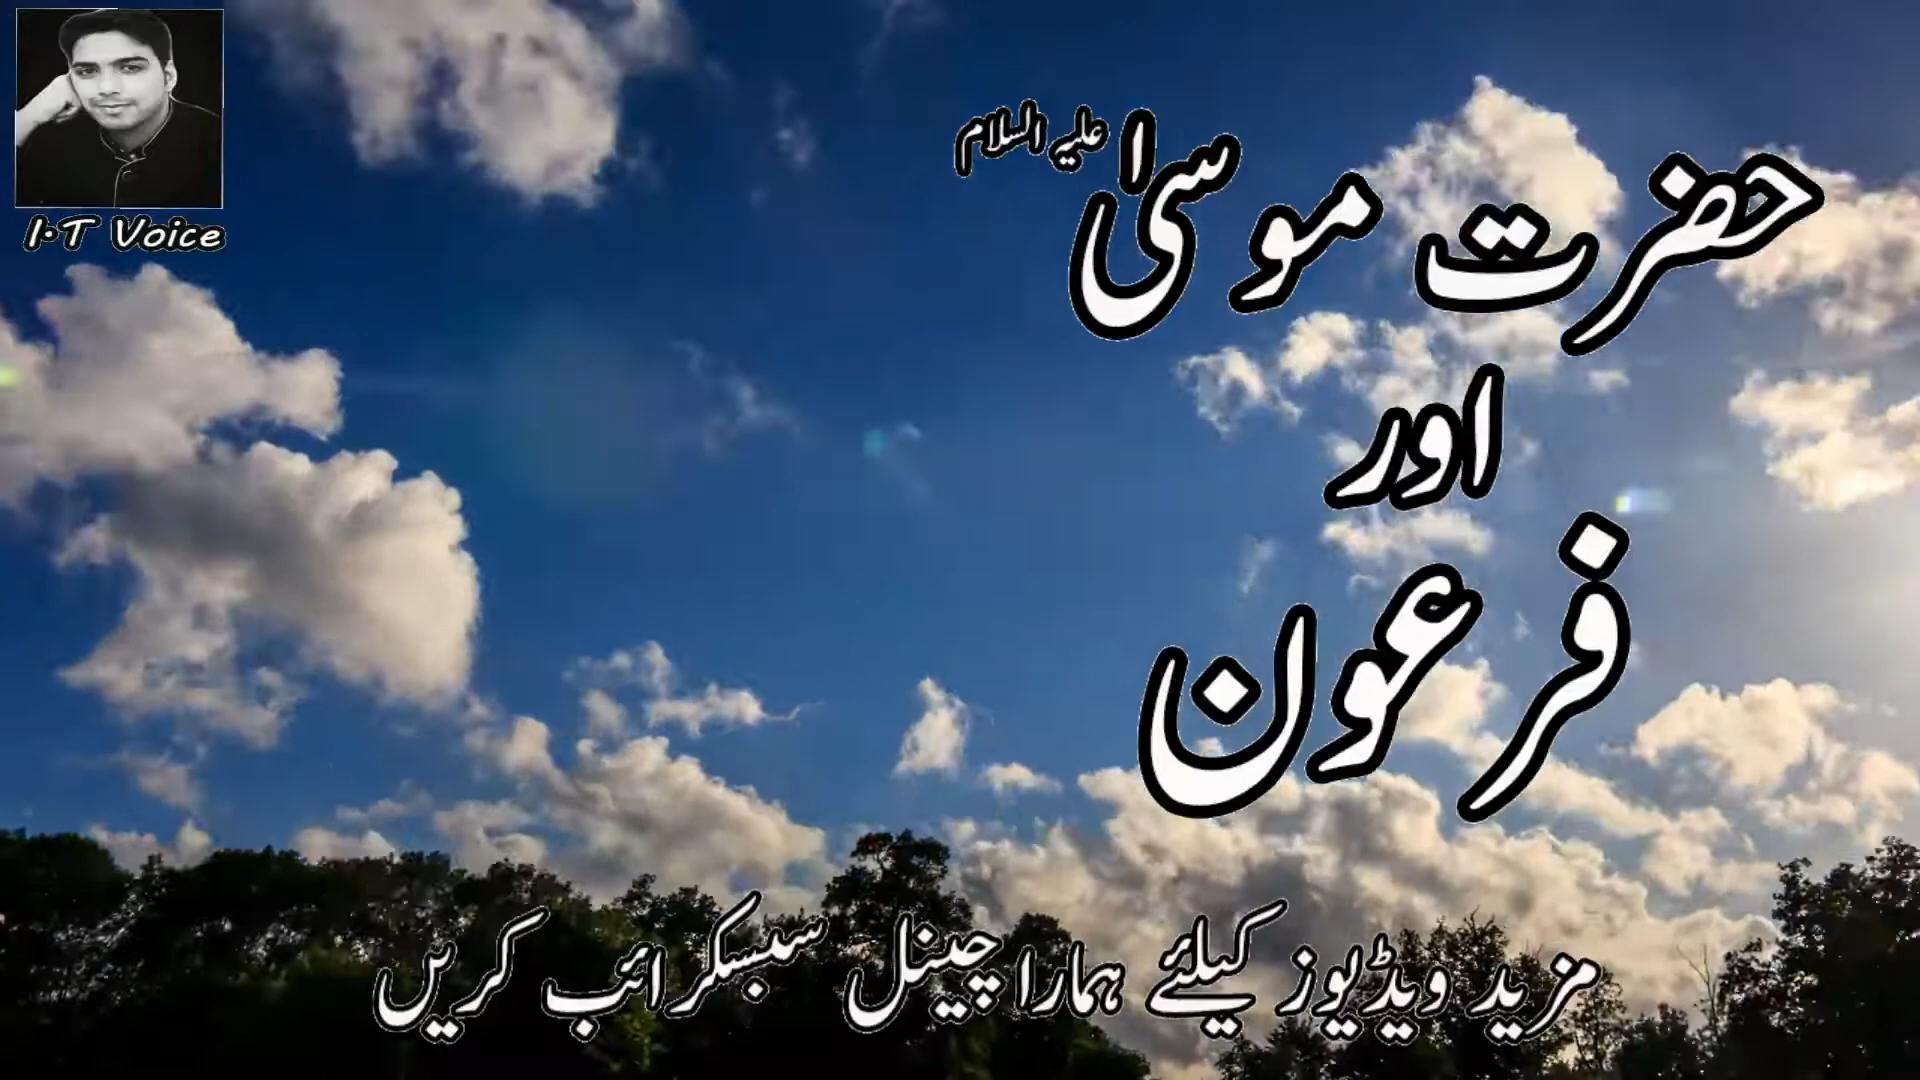 I.T Voice
حضرت موسیٰ علیہ السلام
اور
فرعون
مزید ویڈیوز کیلئے ہمارا چینل سبسکرائب کریں